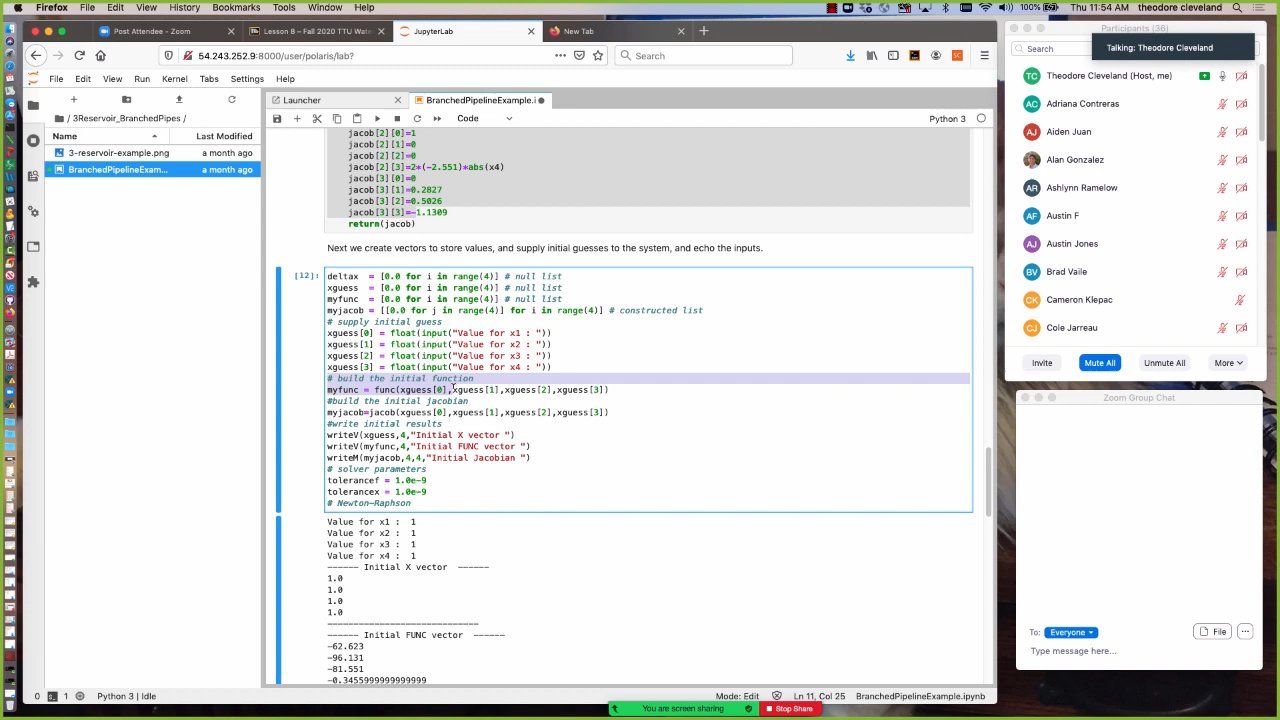 Firefox File Edit View History Bookmarks Tools Window Help 100% Thu 11:54 AM theodore cleveland
Post Attendee - Zoom
Lesson 8 – Fall 2020 TTU Water
JupyterLab
New Tab
54.243.252.9:8000/user/polaris/lab?
Search
File Edit View Run Kernel Tabs Settings Help
Launcher
BranchedPipelineExample.i
/ 3Reservoir_BranchedPipes /
Code
Python 3
Name Last Modified
3-reservoir-example.png a month ago
BranchedPipelineExam... a month ago
jacob[2][0]=1
jacob[2][1]=0
jacob[2][2]=0
jacob[2][3]=2*(-2.551)*abs(x4)
jacob[3][0]=0
jacob[3][1]=0.2827
jacob[3][2]=0.5026
jacob[3][3]=-1.1309
return(jacob)
Next we create vectors to store values, and supply initial guesses to the system, and echo the inputs.
[12]:
deltax = [0.0 for i in range(4)] # null list
xguess = [0.0 for i in range(4)] # null list
myfunc = [0.0 for i in range(4)] # null list
myjacob = [[0.0 for j in range(4)] for i in range(4)] # constructed list
# supply initial guess
xguess[0] = float(input("Value for x1 : "))
xguess[1] = float(input("Value for x2 : "))
xguess[2] = float(input("Value for x3 : "))
xguess[3] = float(input("Value for x4 : "))
# build the initial function
myfunc = func(xguess[0],xguess[1],xguess[2],xguess[3])
#build the initial jacobian
myjacob=jacob(xguess[0],xguess[1],xguess[2],xguess[3])
#write initial results
writeV(xguess,4,"Initial X vector ")
writeV(myfunc,4,"Initial FUNC vector ")
writeM(myjacob,4,4,"Initial Jacobian ")
# solver parameters
tolerancef = 1.0e-9
tolerancex = 1.0e-9
# Newton-Raphson
Value for x1 : 1
Value for x2 : 1
Value for x3 : 1
Value for x4 : 1
------ Initial X vector ------
1.0
1.0
1.0
1.0
----------------------------
------ Initial FUNC vector ------
-62.623
-96.131
-81.551
-0.3455999999999999
0 1 Python 3 | Idle
Mode: Edit Ln 11, Col 25 BranchedPipelineExample.ipynb
You are screen sharing Stop Share
Participants (36)
Search
Talking: Theodore Cleveland
TC Theodore Cleveland (Host, me)
AC Adriana Contreras
AJ Aiden Juan
Alan Gonzalez
AR Ashlynn Ramelow
AF Austin F
AJ Austin Jones
BV Brad Vaile
CK Cameron Klepac
CJ Cole Jarreau
Invite Mute All Unmute All More
Zoom Group Chat
To: Everyone File
Type message here...